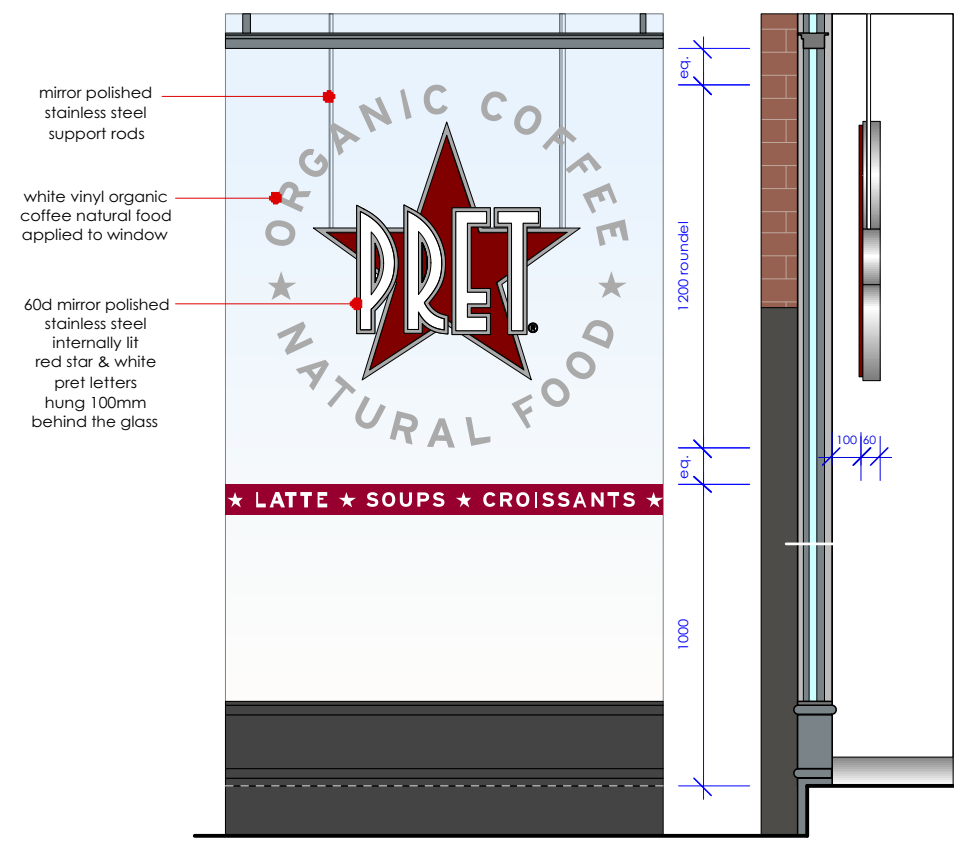 mirror polished
stainless steel
support rods
white vinyl organic
coffee natural food
applied to window
60d mirror polished
stainless steel
internally lit
red star & white
pret letters
hung 100mm
behind the glass
ORGANIC COFFEE
★ ★
PRET®
NATURAL FOOD
★ LATTE ★ SOUPS ★ CROISSANTS ★
eq.
1200 roundel
eq.
1000
100 60